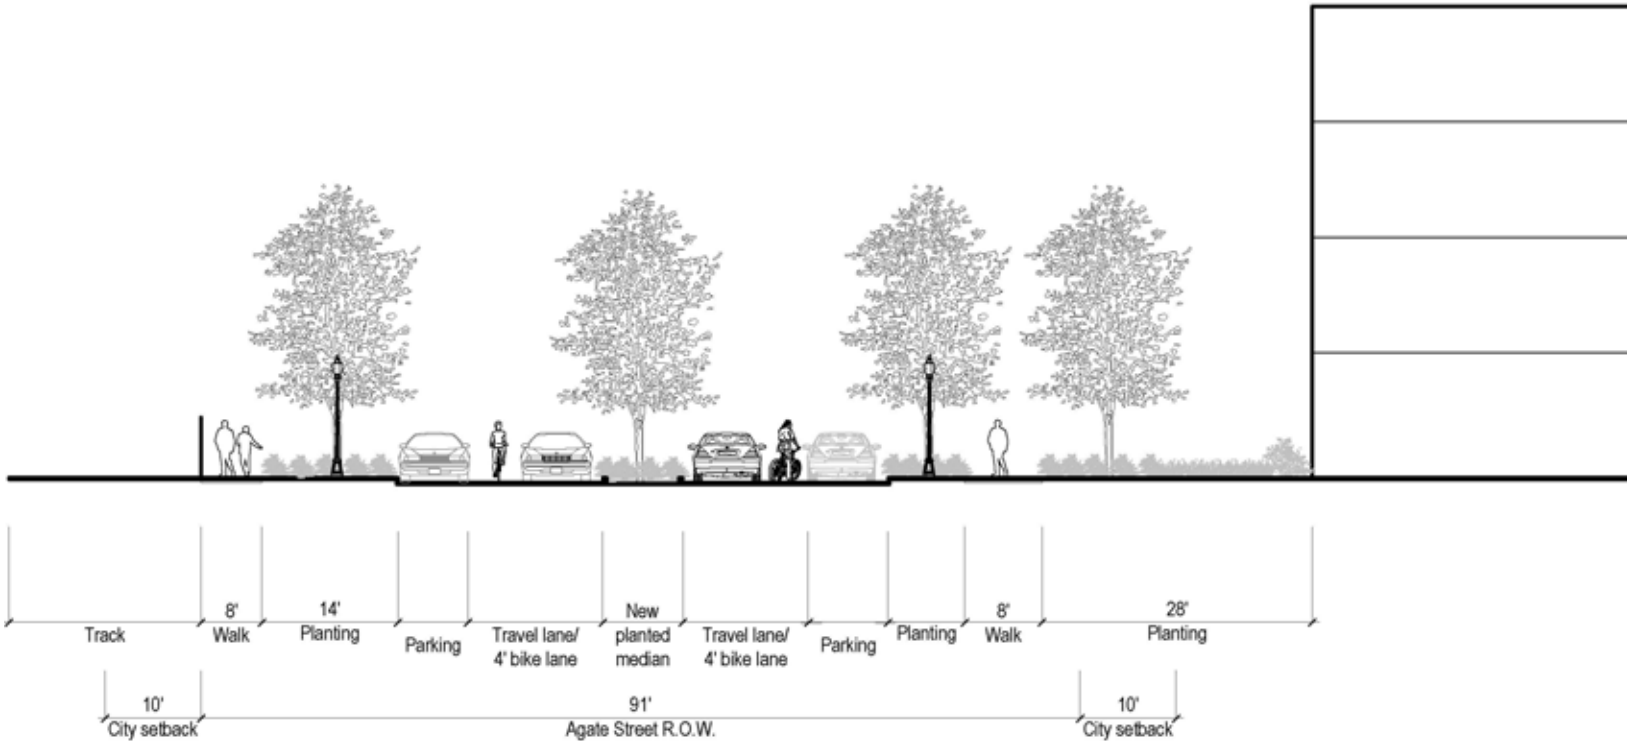 8'
14'
New
8'
28'
Track
Walk
Planting
Parking
Travel lane/
4' bike lane
planted
median
Travel lane/
4' bike lane
Parking
Planting
Walk
Planting
10'
91'
10'
City setback
Agate Street R.O.W.
City setback